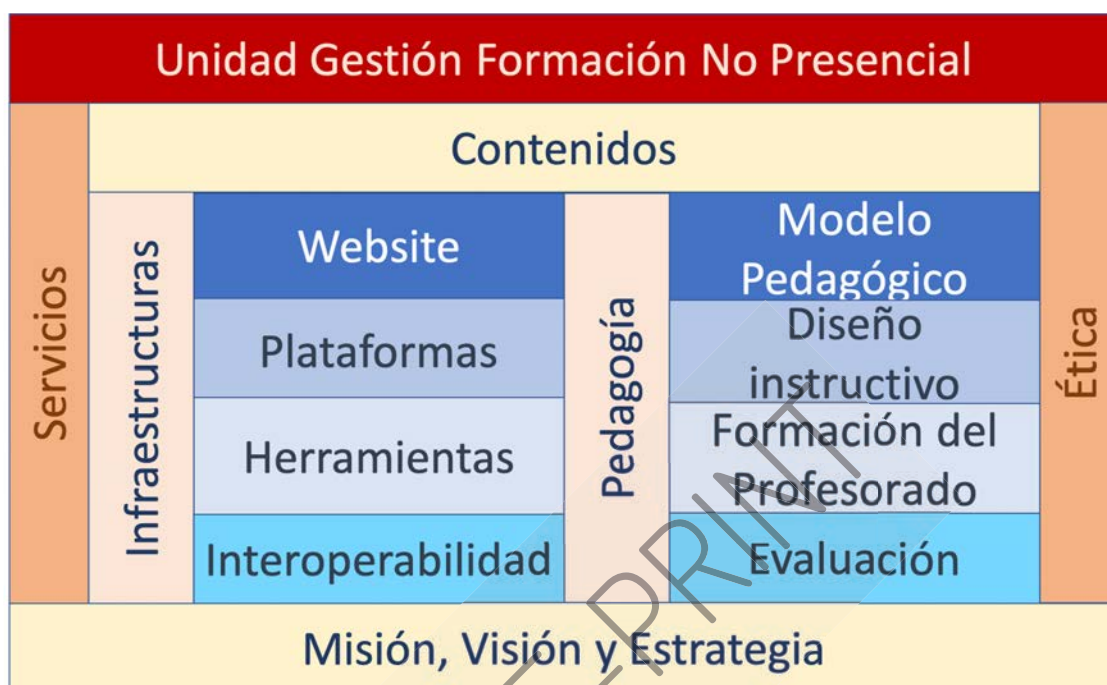 Unidad Gestión Formación No Presencial
Servicios
Contenidos
Ética
Infraestructuras
Website
Plataformas
Herramientas
Interoperabilidad
Pedagogía
Modelo
Pedagógico
Diseño
instructivo
Formación del
Profesorado
Evaluación
Misión, Visión y Estrategia